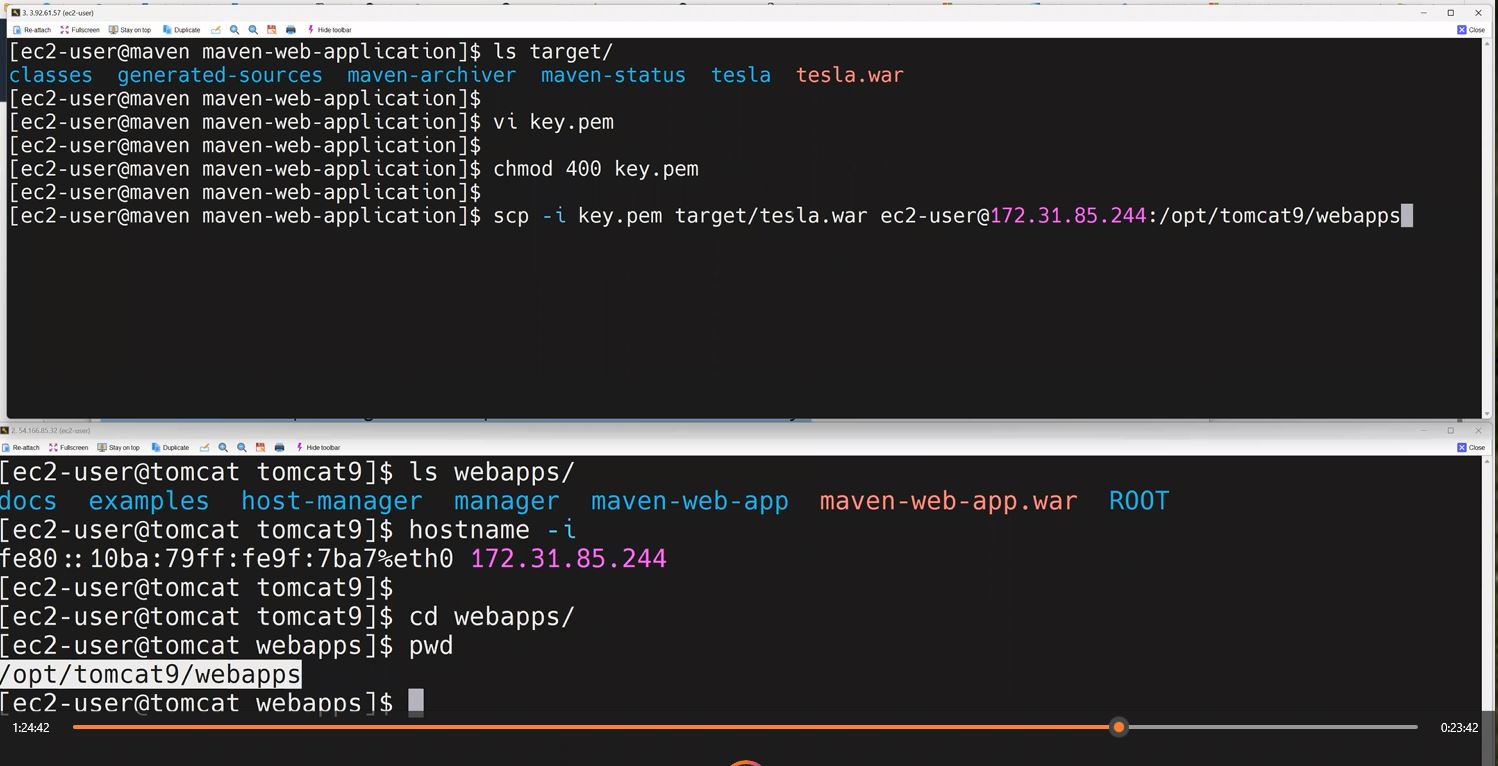 3. 3.92.61.57 (ec2-user)
Re-attach Fullscreen Stay on top Duplicate Hide toolbar Close
[ec2-user@maven maven-web-application]$ ls target/
classes generated-sources maven-archiver maven-status tesla tesla.war
[ec2-user@maven maven-web-application]$
[ec2-user@maven maven-web-application]$ vi key.pem
[ec2-user@maven maven-web-application]$
[ec2-user@maven maven-web-application]$ chmod 400 key.pem
[ec2-user@maven maven-web-application]$
[ec2-user@maven maven-web-application]$ scp -i key.pem target/tesla.war ec2-user@172.31.85.244:/opt/tomcat9/webapps
2. 54.166.85.32 (ec2-user)
Re-attach Fullscreen Stay on top Duplicate Hide toolbar Close
[ec2-user@tomcat tomcat9]$ ls webapps/
docs examples host-manager manager maven-web-app maven-web-app.war ROOT
[ec2-user@tomcat tomcat9]$ hostname -i
fe80::10ba:79ff:fe9f:7ba7%eth0 172.31.85.244
[ec2-user@tomcat tomcat9]$
[ec2-user@tomcat tomcat9]$ cd webapps/
[ec2-user@tomcat webapps]$ pwd
/opt/tomcat9/webapps
[ec2-user@tomcat webapps]$
1:24:42 0:23:42